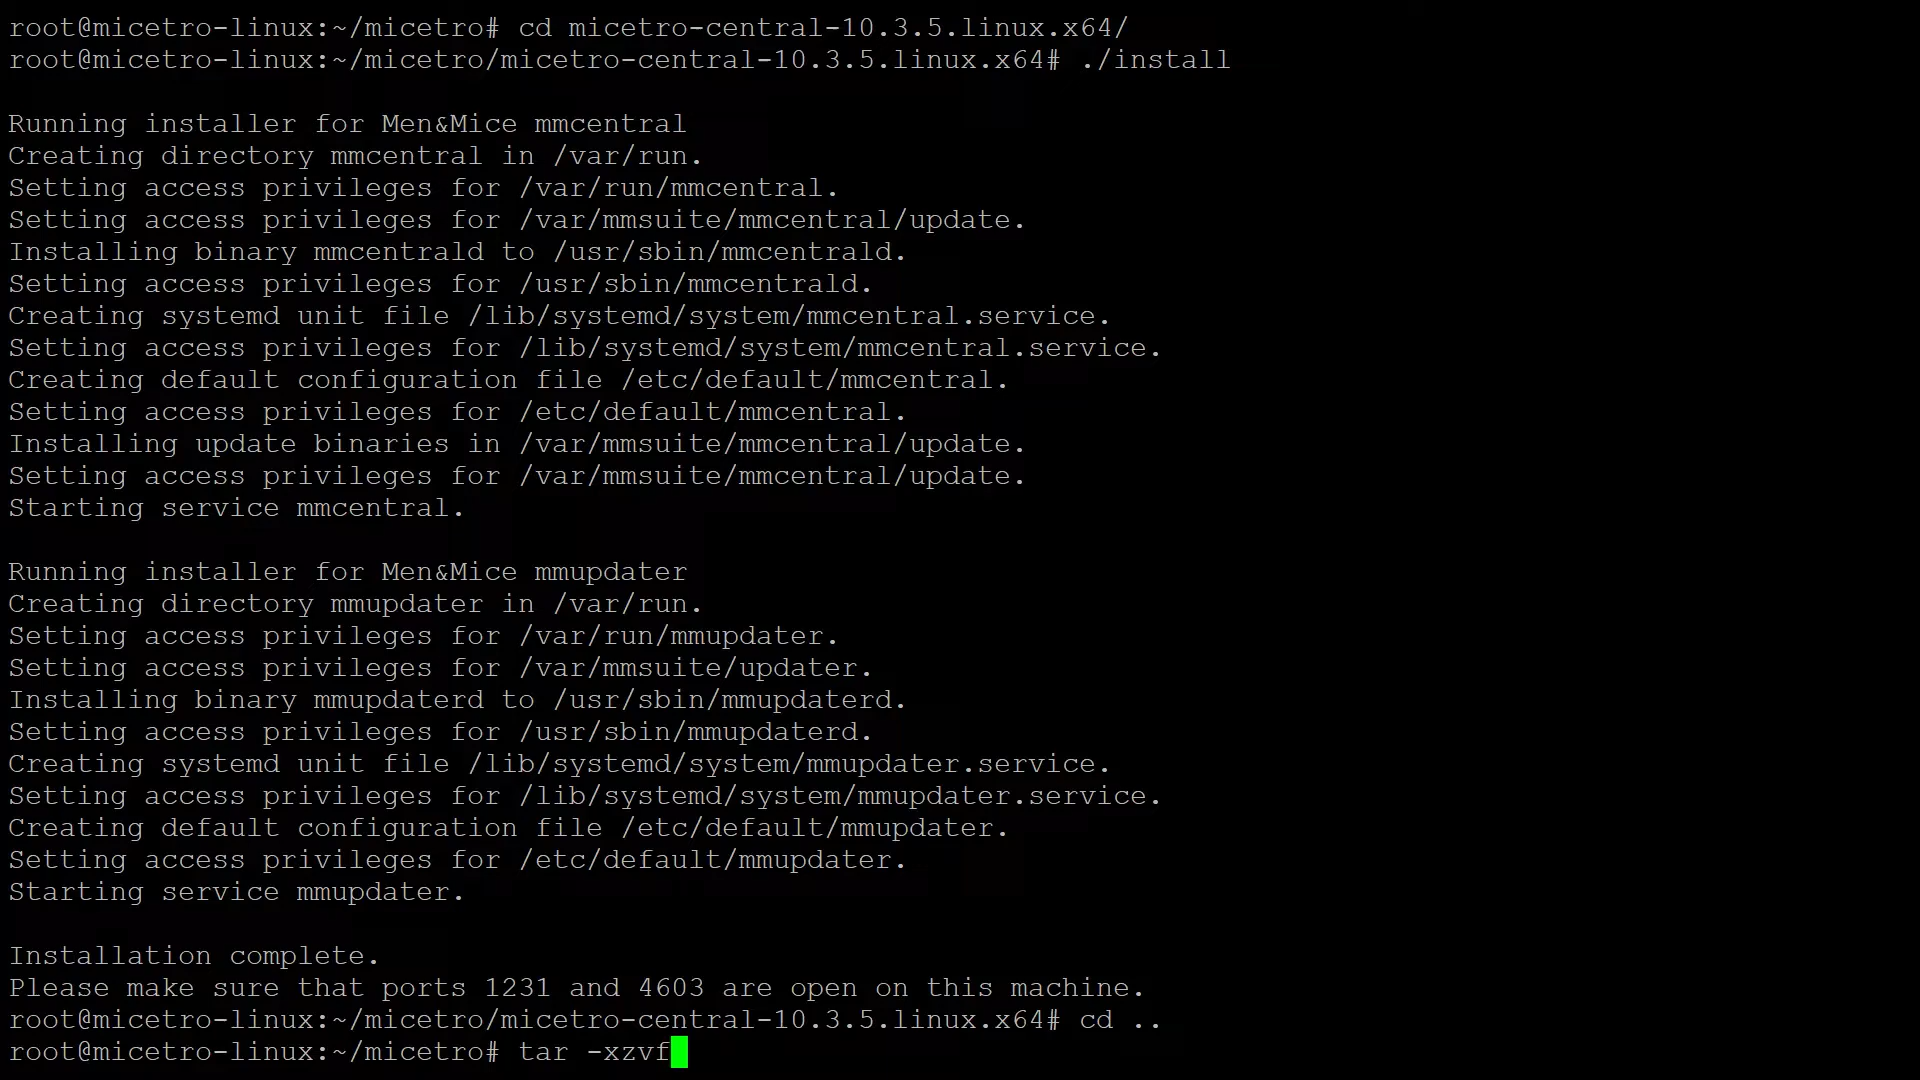 root@micetro-linux:~/micetro# cd micetro-central-10.3.5.linux.x64/
root@micetro-linux:~/micetro/micetro-central-10.3.5.linux.x64# ./install

Running installer for Men&Mice mmcentral
Creating directory mmcentral in /var/run.
Setting access privileges for /var/run/mmcentral.
Setting access privileges for /var/mmsuite/mmcentral/update.
Installing binary mmcentrald to /usr/sbin/mmcentrald.
Setting access privileges for /usr/sbin/mmcentrald.
Creating systemd unit file /lib/systemd/system/mmcentral.service.
Setting access privileges for /lib/systemd/system/mmcentral.service.
Creating default configuration file /etc/default/mmcentral.
Setting access privileges for /etc/default/mmcentral.
Installing update binaries in /var/mmsuite/mmcentral/update.
Setting access privileges for /var/mmsuite/mmcentral/update.
Starting service mmcentral.

Running installer for Men&Mice mmupdater
Creating directory mmupdater in /var/run.
Setting access privileges for /var/run/mmupdater.
Setting access privileges for /var/mmsuite/updater.
Installing binary mmupdaterd to /usr/sbin/mmupdaterd.
Setting access privileges for /usr/sbin/mmupdaterd.
Creating systemd unit file /lib/systemd/system/mmupdater.service.
Setting access privileges for /lib/systemd/system/mmupdater.service.
Creating default configuration file /etc/default/mmupdater.
Setting access privileges for /etc/default/mmupdater.
Starting service mmupdater.

Installation complete.
Please make sure that ports 1231 and 4603 are open on this machine.
root@micetro-linux:~/micetro/micetro-central-10.3.5.linux.x64# cd ..
root@micetro-linux:~/micetro# tar -xzvf